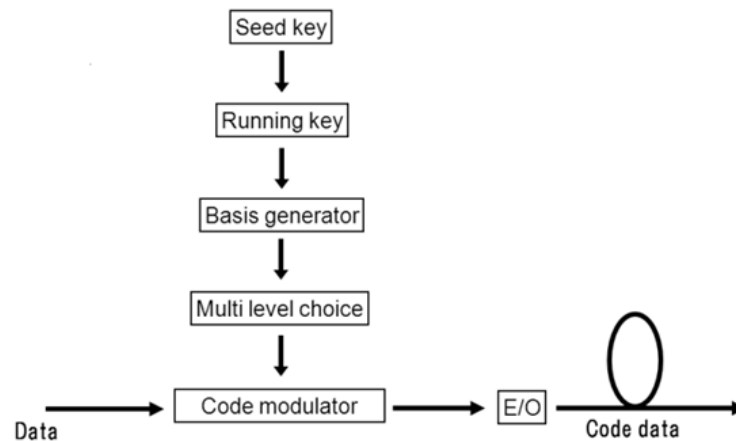 Seed key
Running key
Basis generator
Multi level choice
Code modulator
E/O
Data
Code data